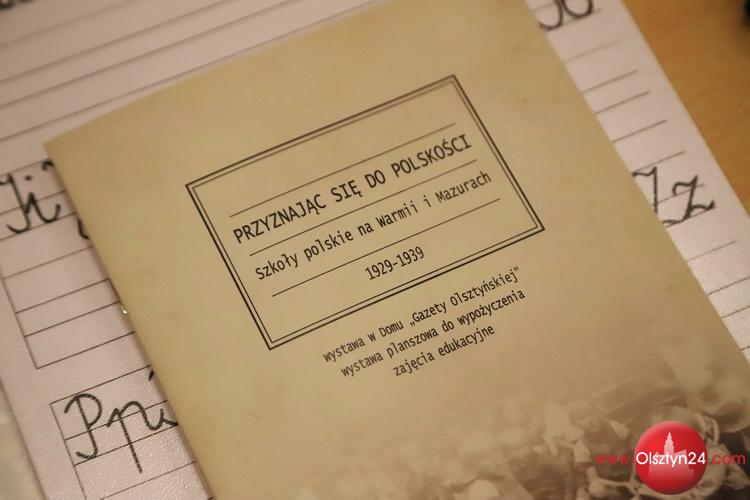 PRZYZNAJĄC SIĘ DO POLSKOŚCI
Szkoły polskie na Warmii i Mazurach
1929-1939
wystawa w Domu „Gazety Olsztyńskiej"
wystawa planszowa do wypożyczenia
zajęcia edukacyjne
Zz
www.Olsztyn24.com